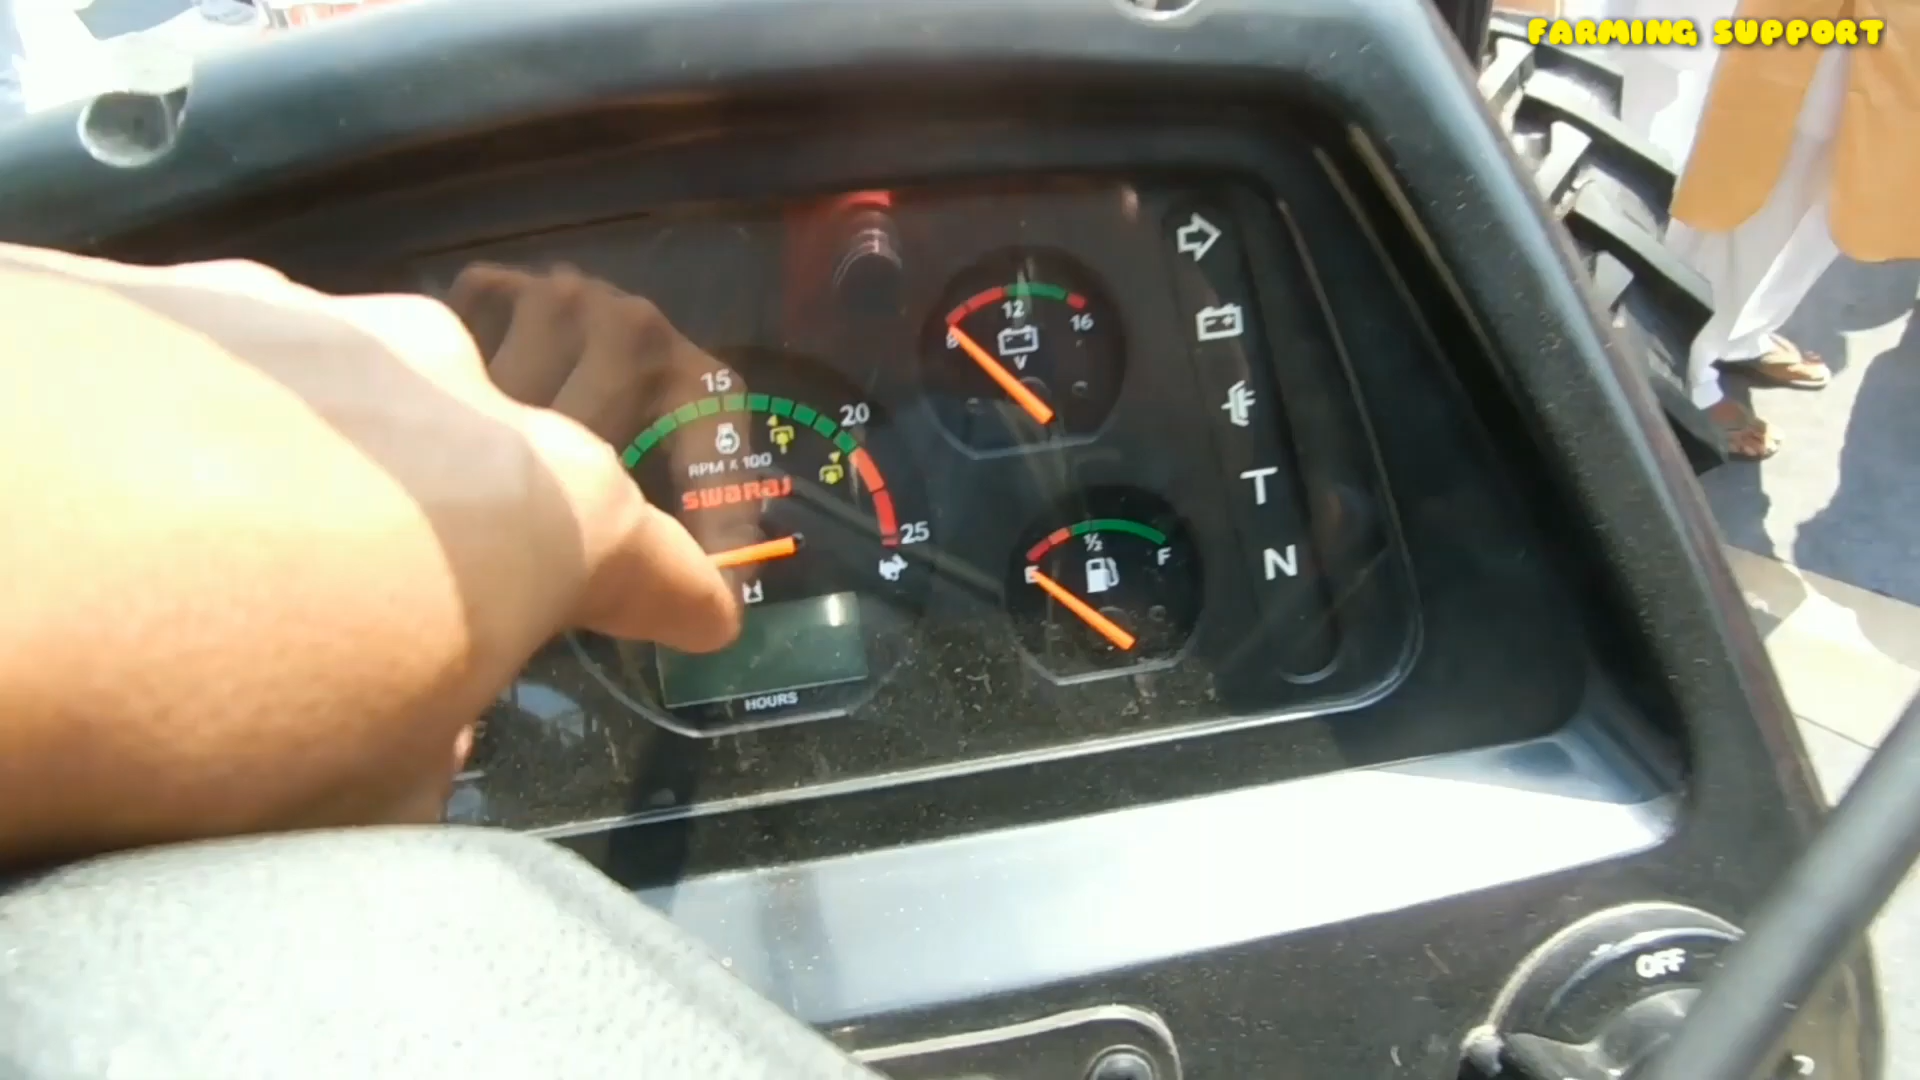 FARMING SUPPORT
12
16
8
V
15
20
RPM X 100
SWARAJ
25
½
E
F
T
N
HOURS
OFF